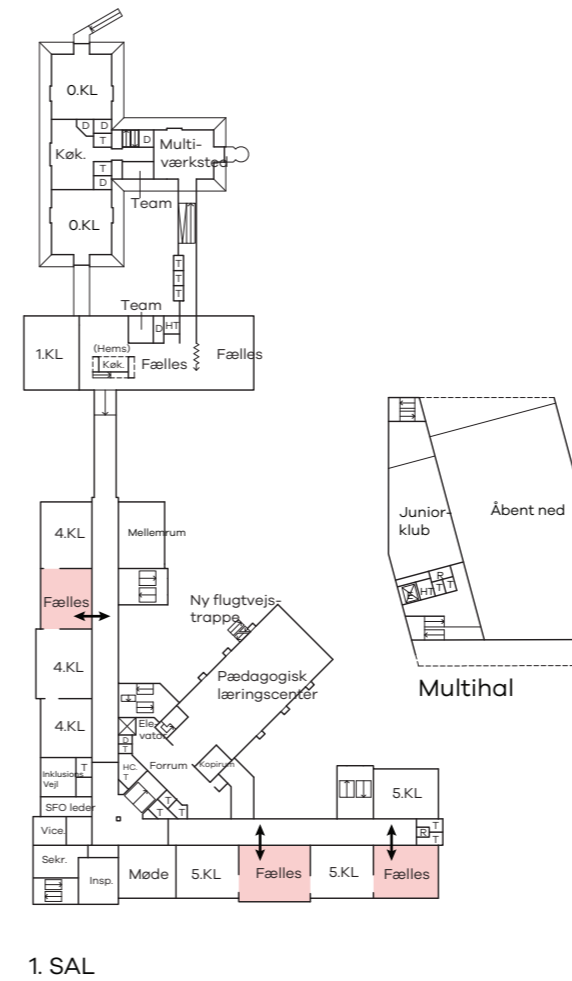 0.KL
D
D
T
D
Køk.
Multi-
værksted
T
D
Team
0.KL
T
T
T
Team
D
HT
1.KL
(Hems)
Køk.
Fælles
Fælles
4.KL
Mellemrum
Fælles
Ny flugtvejs-
trappe
4.KL
Pædagogisk
læringscenter
4.KL
Ele-
vator
D
T
Inklusions
Vejl
T
HC.
T
Forrum
Kopirum
SFO leder
T
T
T
Vice.
5.KL
R
T
T
Sekr.
Insp.
Møde
5.KL
Fælles
5.KL
Fælles
Junior-
klub
Åbent ned
R
E
HT
T
T
Multihal
1. SAL